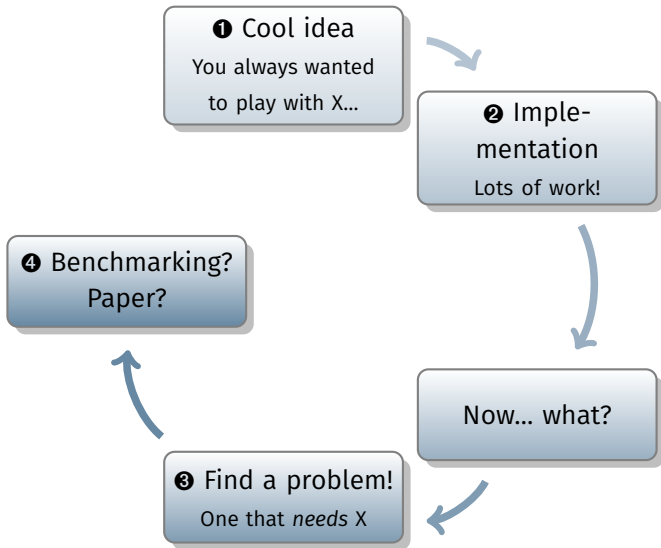 ❶ Cool idea
You always wanted
to play with X...
❷ Imple-
mentation
Lots of work!
Now... what?
❸ Find a problem!
One that needs X
❹ Benchmarking?
Paper?